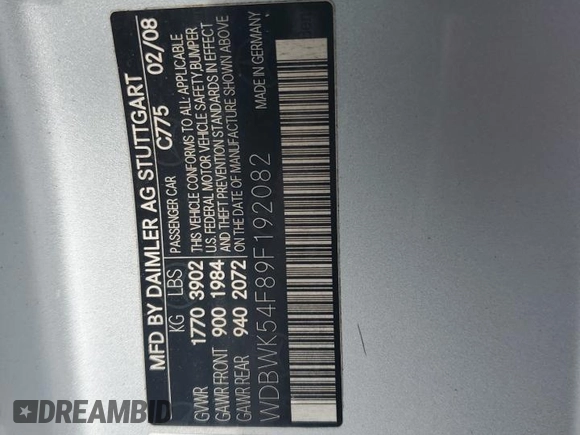 MFD BY DAIMLER AG STUTTGART
C775 02/08
KG LBS PASSENGER CAR
GVWR 1770 3902 THIS VEHICLE CONFORMS TO ALL APPLICABLE
U.S. FEDERAL MOTOR VEHICLE SAFETY, BUMPER
GAWR FRONT 900 1984 AND THEFT PREVENTION STANDARDS IN EFFECT
GAWR REAR 940 2072 ON THE DATE OF MANUFACTURE SHOWN ABOVE
WDBWK54F89F192082 MADE IN GERMANY
DREAMBID